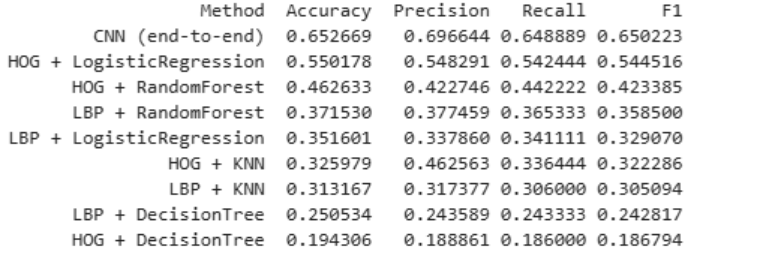 Method Accuracy Precision Recall F1
CNN (end-to-end) 0.652669 0.696644 0.648889 0.650223
HOG + LogisticRegression 0.550178 0.548291 0.542444 0.544516
HOG + RandomForest 0.462633 0.422746 0.442222 0.423385
LBP + RandomForest 0.371530 0.377459 0.365333 0.358500
LBP + LogisticRegression 0.351601 0.337860 0.341111 0.329070
HOG + KNN 0.325979 0.462563 0.336444 0.322286
LBP + KNN 0.313167 0.317377 0.306000 0.305094
LBP + DecisionTree 0.250534 0.243589 0.243333 0.242817
HOG + DecisionTree 0.194306 0.188861 0.186000 0.186794